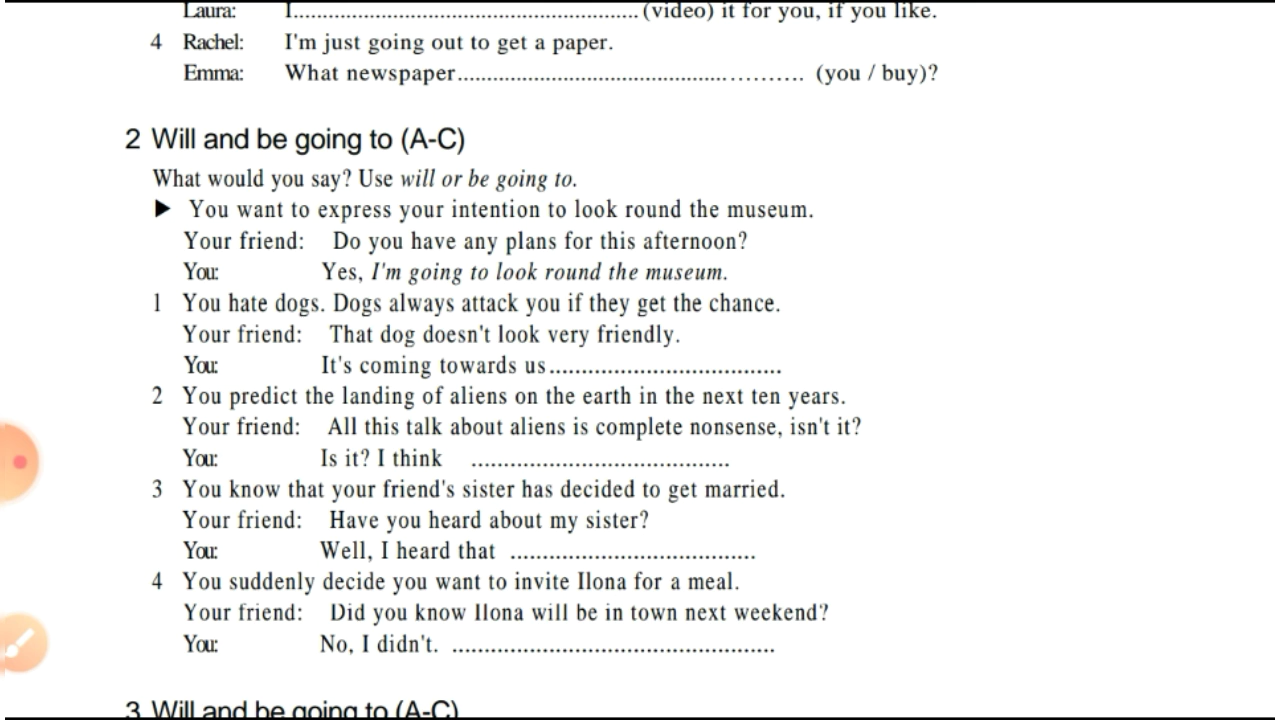 Laura: I.................................................... (video) it for you, if you like.
4 Rachel: I'm just going out to get a paper.
Emma: What newspaper.................................................... (you / buy)?
2 Will and be going to (A-C)
What would you say? Use will or be going to.
▶ You want to express your intention to look round the museum.
Your friend: Do you have any plans for this afternoon?
You: Yes, I'm going to look round the museum.
1 You hate dogs. Dogs always attack you if they get the chance.
Your friend: That dog doesn't look very friendly.
You: It's coming towards us....................................
2 You predict the landing of aliens on the earth in the next ten years.
Your friend: All this talk about aliens is complete nonsense, isn't it?
You: Is it? I think ........................................
3 You know that your friend's sister has decided to get married.
Your friend: Have you heard about my sister?
You: Well, I heard that ......................................
4 You suddenly decide you want to invite Ilona for a meal.
Your friend: Did you know Ilona will be in town next weekend?
You: No, I didn't. ..................................................
3 Will and be going to (A-C)